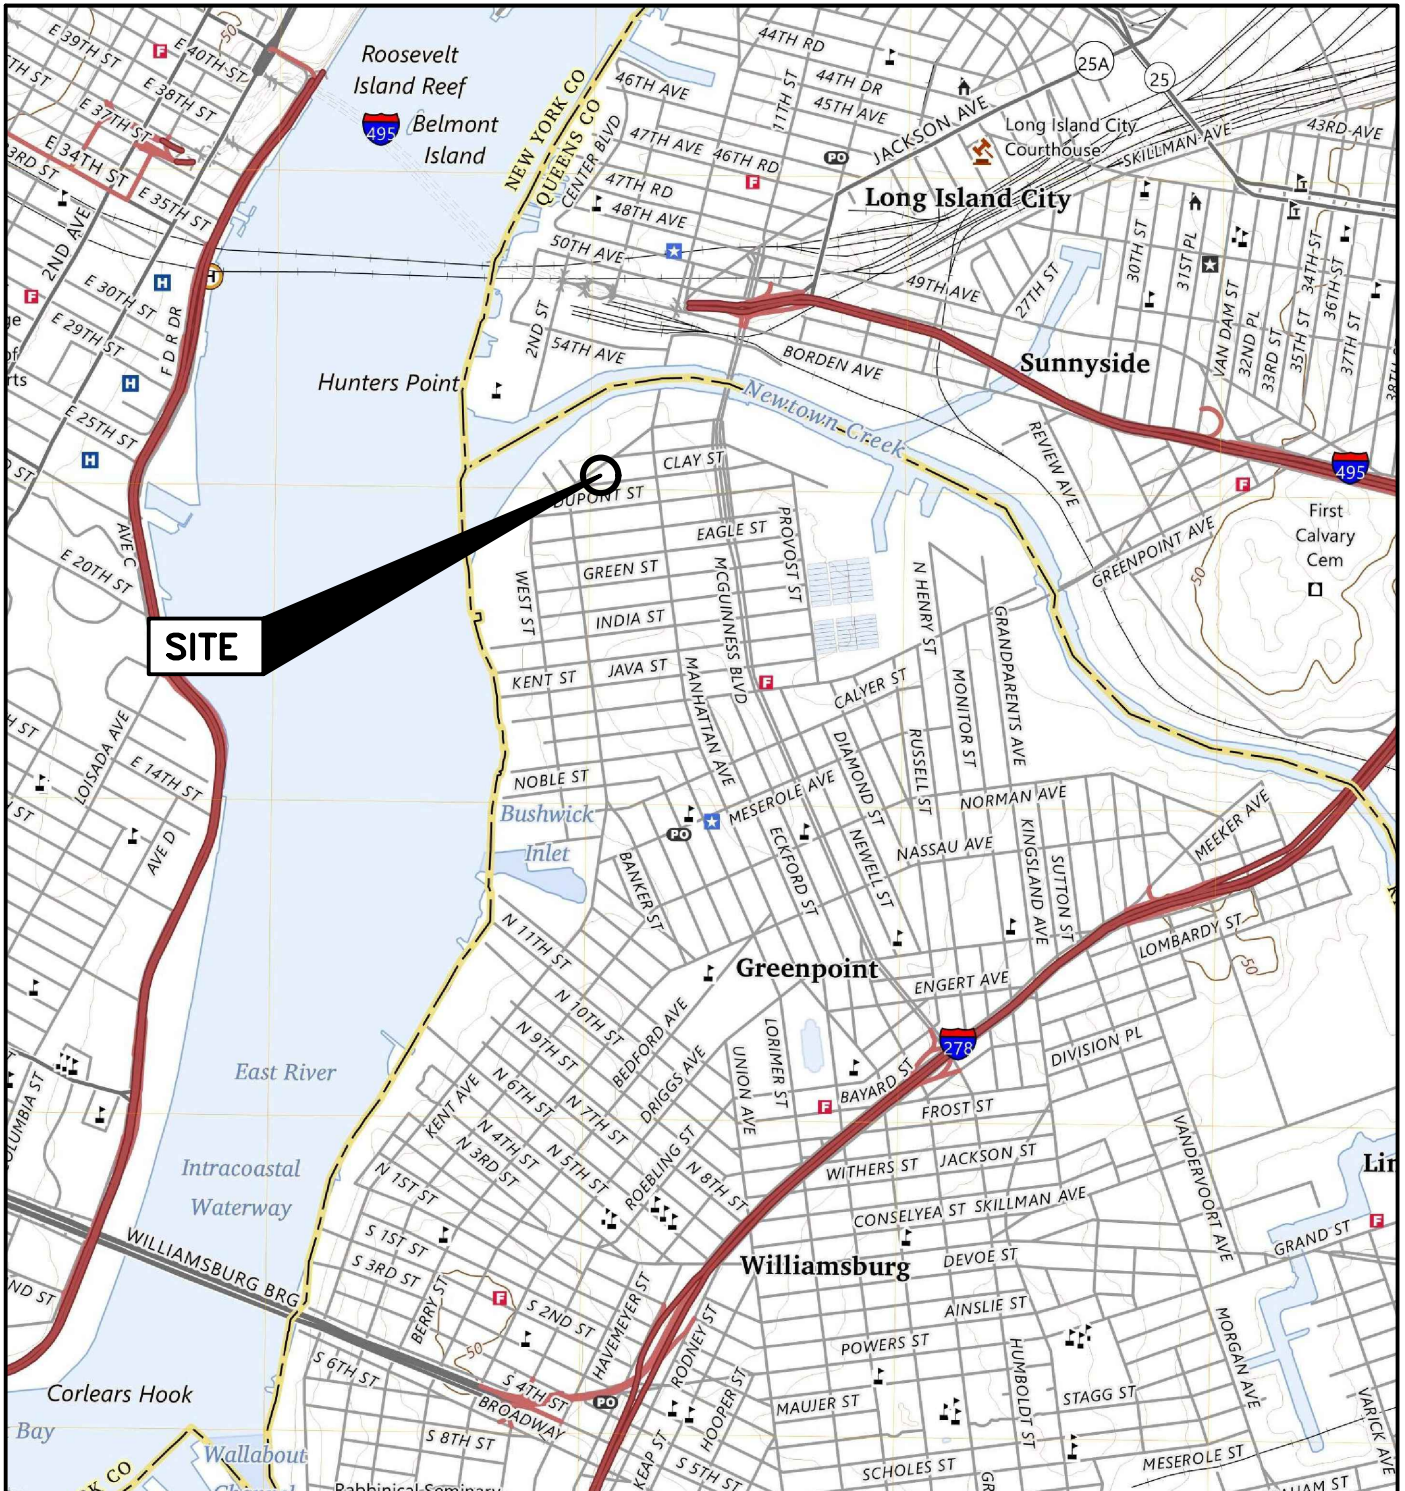 E 39TH ST
E 40TH ST
50
Roosevelt
Island Reef
44TH RD
25A
25
E 38TH ST
46TH AVE
11TH ST
44TH DR
45TH AVE
NEW YORK CO
QUEENS CO
E 37TH ST
495
Belmont
Island
CENTER BLVD
47TH AVE
46TH RD
PO
JACKSON AVE
Long Island City
Courthouse
SKILLMAN AVE
43RD AVE
E 34TH ST
3RD ST
E 35TH ST
47TH RD
48TH AVE
Long Island City
2ND AVE
50TH AVE
30TH ST
31ST PL
34TH ST
36TH ST
H
E 30TH ST
F D R DR
49TH AVE
27TH ST
VAN DAM ST
32ND PL
33RD ST
35TH ST
37TH ST
E 29TH ST
2ND ST
54TH AVE
BORDEN AVE
Sunnyside
Hunters Point
Newtown Creek
E 25TH ST
REVIEW AVE
495
CLAY ST
DUPONT ST
First
Calvary
Cem
AVE C
E 20TH ST
EAGLE ST
PROVOST ST
GREENPOINT AVE
50
GREEN ST
WEST ST
MCGUINNESS BLVD
N HENRY ST
INDIA ST
GRANDPARENTS AVE
SITE
KENT ST
JAVA ST
MANHATTAN AVE
CALYER ST
MONITOR ST
LOISADA AVE
E 14TH ST
DIAMOND ST
RUSSELL ST
NOBLE ST
MESEROLE AVE
NORMAN AVE
Bushwick
Inlet
PO
ECKFORD ST
NEWELL ST
NASSAU AVE
KINGSLAND AVE
SUTTON ST
MEEKER AVE
AVE D
BANKER ST
N 11TH ST
LOMBARDY ST
50
Greenpoint
ENGERT AVE
N 10TH ST
N 9TH ST
BEDFORD AVE
DRIGGS AVE
LORIMER ST
UNION AVE
278
DIVISION PL
East River
KENT AVE
N 6TH ST
N 7TH ST
BAYARD ST
FROST ST
N 4TH ST
N 3RD ST
N 5TH ST
ROEBLING ST
N 8TH ST
VANDERVOORT AVE
Intracoastal
Waterway
N 1ST ST
WITHERS ST
JACKSON ST
CONSELYEA ST
SKILLMAN AVE
S 1ST ST
GRAND ST
WILLIAMSBURG BRG
S 3RD ST
Williamsburg
DEVOE ST
BERRY ST
S 2ND ST
HAVEMEYER ST
AINSLIE ST
50
RODNEY ST
POWERS ST
HUMBOLDT ST
MORGAN AVE
S 6TH ST
S 4TH ST
BROADWAY
PO
HOOPER ST
MAUJER ST
STAGG ST
VARICK AVE
Corlears Hook
Bay
S 8TH ST
KEAP ST
S 5TH ST
Wallabout
SCHOLES ST
MESEROLE ST